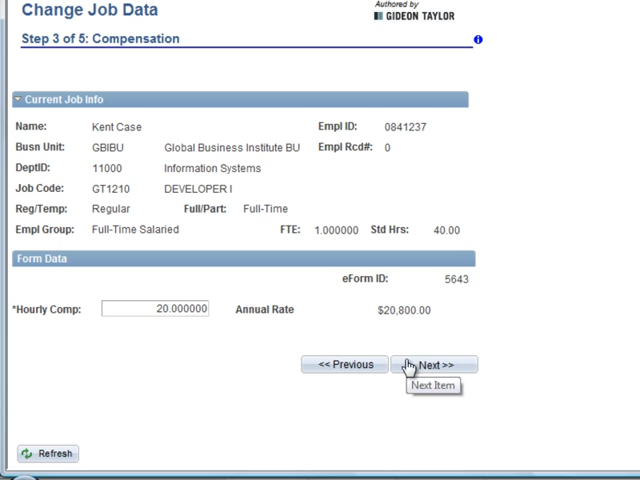 Change Job Data
Authored by
GIDEON TAYLOR
Step 3 of 5: Compensation
Current Job Info
Name: Kent Case Empl ID: 0841237
Busn Unit: GBIBU Global Business Institute BU Empl Rcd#: 0
DeptID: 11000 Information Systems
Job Code: GT1210 DEVELOPER I
Reg/Temp: Regular Full/Part: Full-Time
Empl Group: Full-Time Salaried FTE: 1.000000 Std Hrs: 40.00
Form Data
eForm ID: 5643
*Hourly Comp: 20.000000 Annual Rate $20,800.00
<< Previous Next >>
Next Item
Refresh